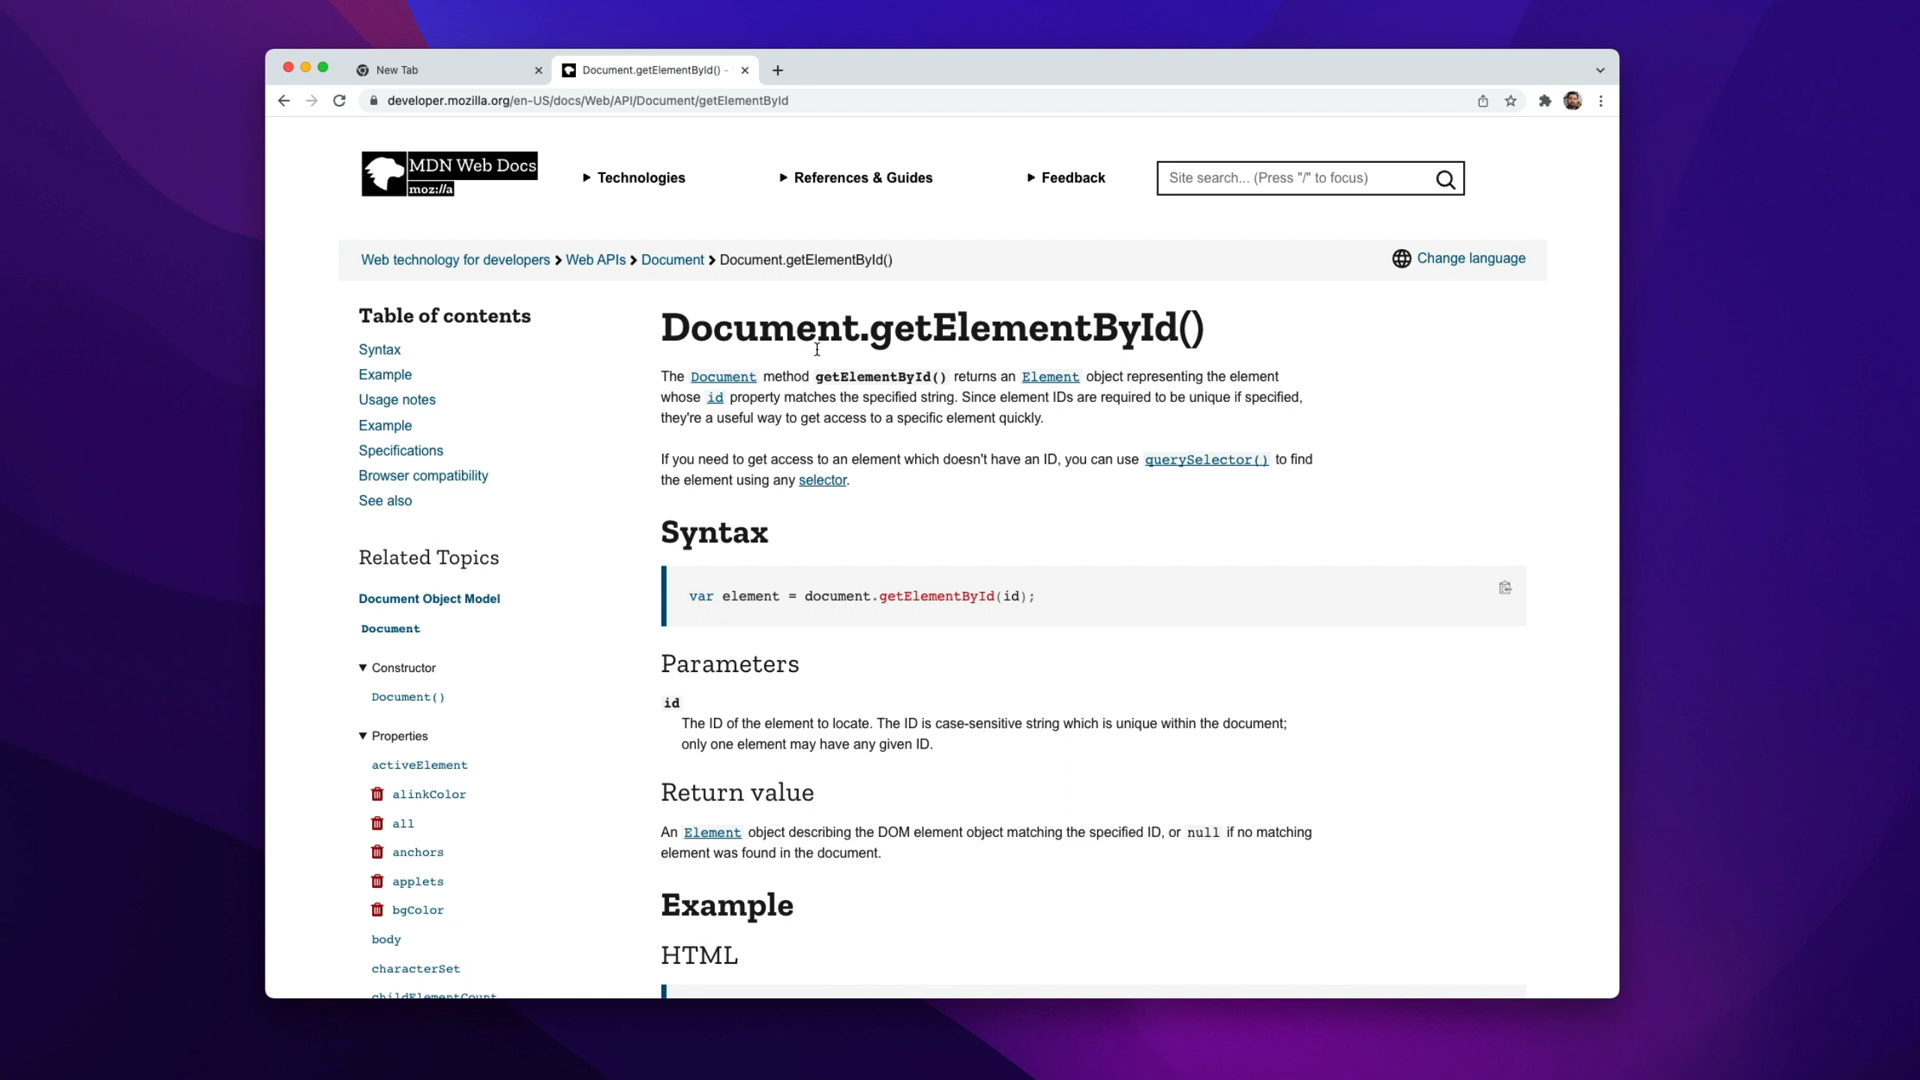 New Tab
Document.getElementById() -
developer.mozilla.org/en-US/docs/Web/API/Document/getElementById
MDN Web Docs
moz://a
Technologies
References & Guides
Feedback
Site search... (Press "/" to focus)
Web technology for developers
Web APIs
Document
Document.getElementById()
Change language
Table of contents
Syntax
Example
Usage notes
Example
Specifications
Browser compatibility
See also
Related Topics
Document Object Model
Document
Constructor
Document()
Properties
activeElement
alinkColor
all
anchors
applets
bgColor
body
characterSet
childElementCount
Document.getElementById()
The Document method getElementById() returns an Element object representing the element
whose id property matches the specified string. Since element IDs are required to be unique if specified,
they're a useful way to get access to a specific element quickly.
If you need to get access to an element which doesn't have an ID, you can use querySelector() to find
the element using any selector.
Syntax
var element = document.getElementById(id);
Parameters
id
The ID of the element to locate. The ID is case-sensitive string which is unique within the document;
only one element may have any given ID.
Return value
An Element object describing the DOM element object matching the specified ID, or null if no matching
element was found in the document.
Example
HTML